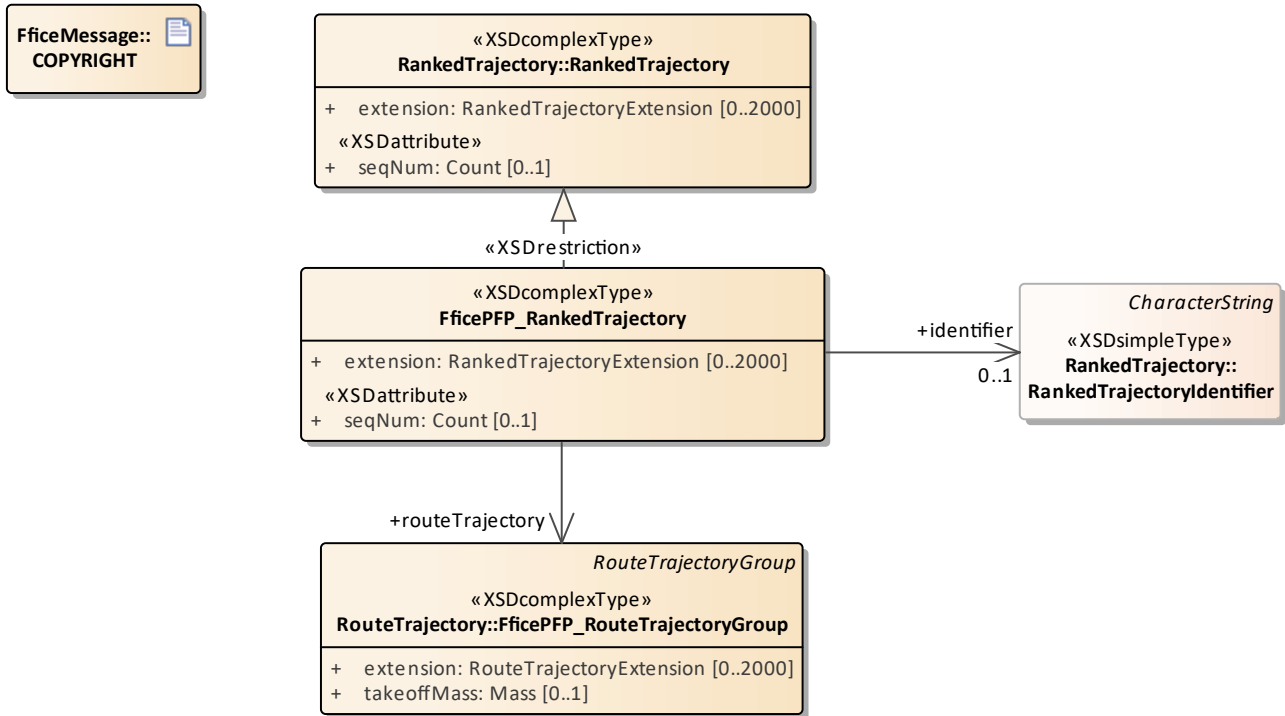 FficeMessage::
COPYRIGHT
«XSDcomplexType»
RankedTrajectory::RankedTrajectory
+ extension: RankedTrajectoryExtension [0..2000]
«XSDattribute»
+ seqNum: Count [0..1]
«XSDrestriction»
«XSDcomplexType»
FficePFP_RankedTrajectory
+ extension: RankedTrajectoryExtension [0..2000]
«XSDattribute»
+ seqNum: Count [0..1]
+identifier
0..1
CharacterString
«XSDsimpleType»
RankedTrajectory::
RankedTrajectoryIdentifier
+routeTrajectory
RouteTrajectoryGroup
«XSDcomplexType»
RouteTrajectory::FficePFP_RouteTrajectoryGroup
+ extension: RouteTrajectoryExtension [0..2000]
+ takeoffMass: Mass [0..1]